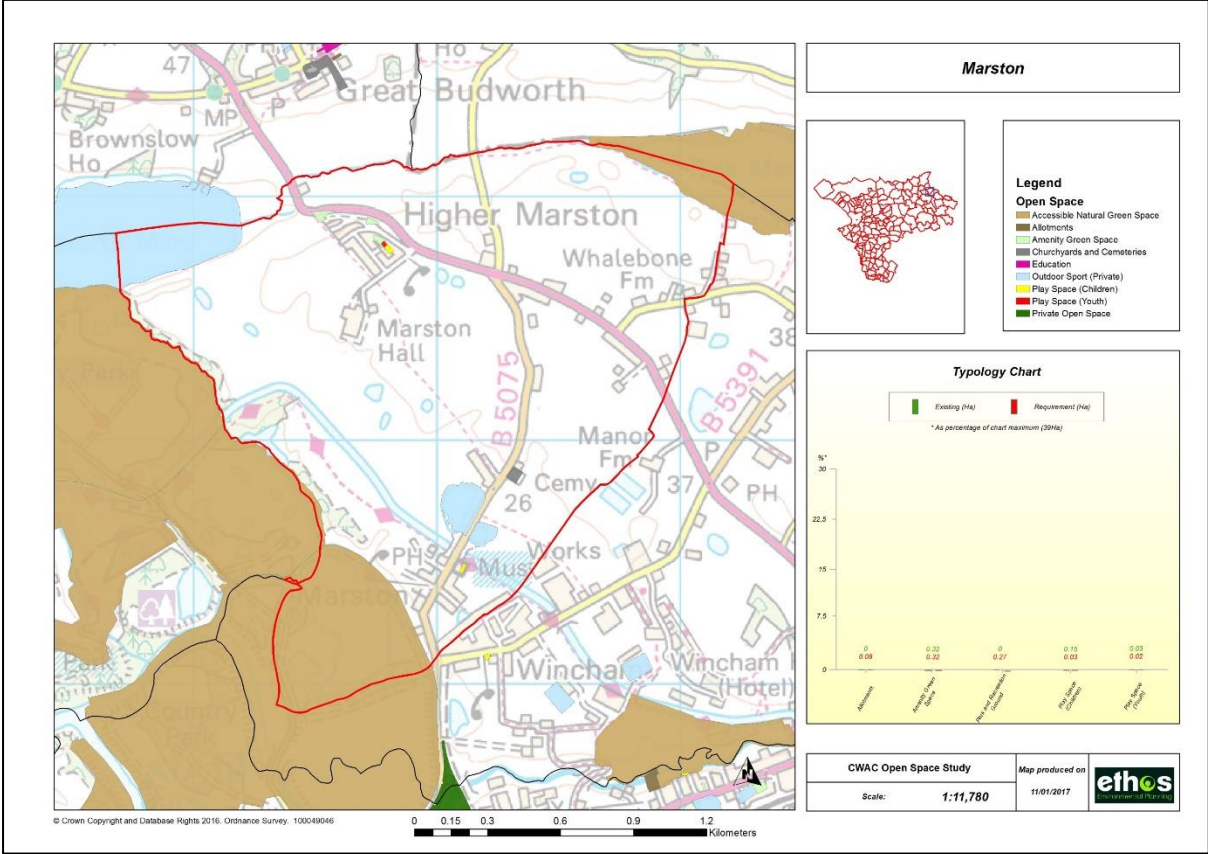 47
PH
Ho
Great Budworth
MP
P
Brownslow
Ho
Higher Marston
Whalebone
Fm
Marston
Hall
38
B 5075
B 5391
Manor
Fm
P
Cemy
37
26
PH
Works
PH
Mus
Marston
Park
Wincham
(Hotel)
Country
Park
N
© Crown Copyright and Database Rights 2016. Ordnance Survey. 100049046
0 0.15 0.3 0.6 0.9 1.2
Kilometers
Marston
Legend
Open Space
Accessible Natural Green Space
Allotments
Amenity Green Space
Churchyards and Cemeteries
Education
Outdoor Sport (Private)
Play Space (Children)
Play Space (Youth)
Private Open Space
Typology Chart
Existing (Ha) Requirement (Ha)
* As percentage of chart maximum (39Ha)
%*
30
22.5
15
7.5
0
0 0.32 0 0.15 0.03
0.08 0.32 0.27 0.03 0.02
Allotments
Amenity Green
Space
Park and Recreation
Ground
Play Space
(Children)
Play Space
(Youth)
CWAC Open Space Study
Scale: 1:11,780
Map produced on
11/01/2017
ethos
Environmental Planning